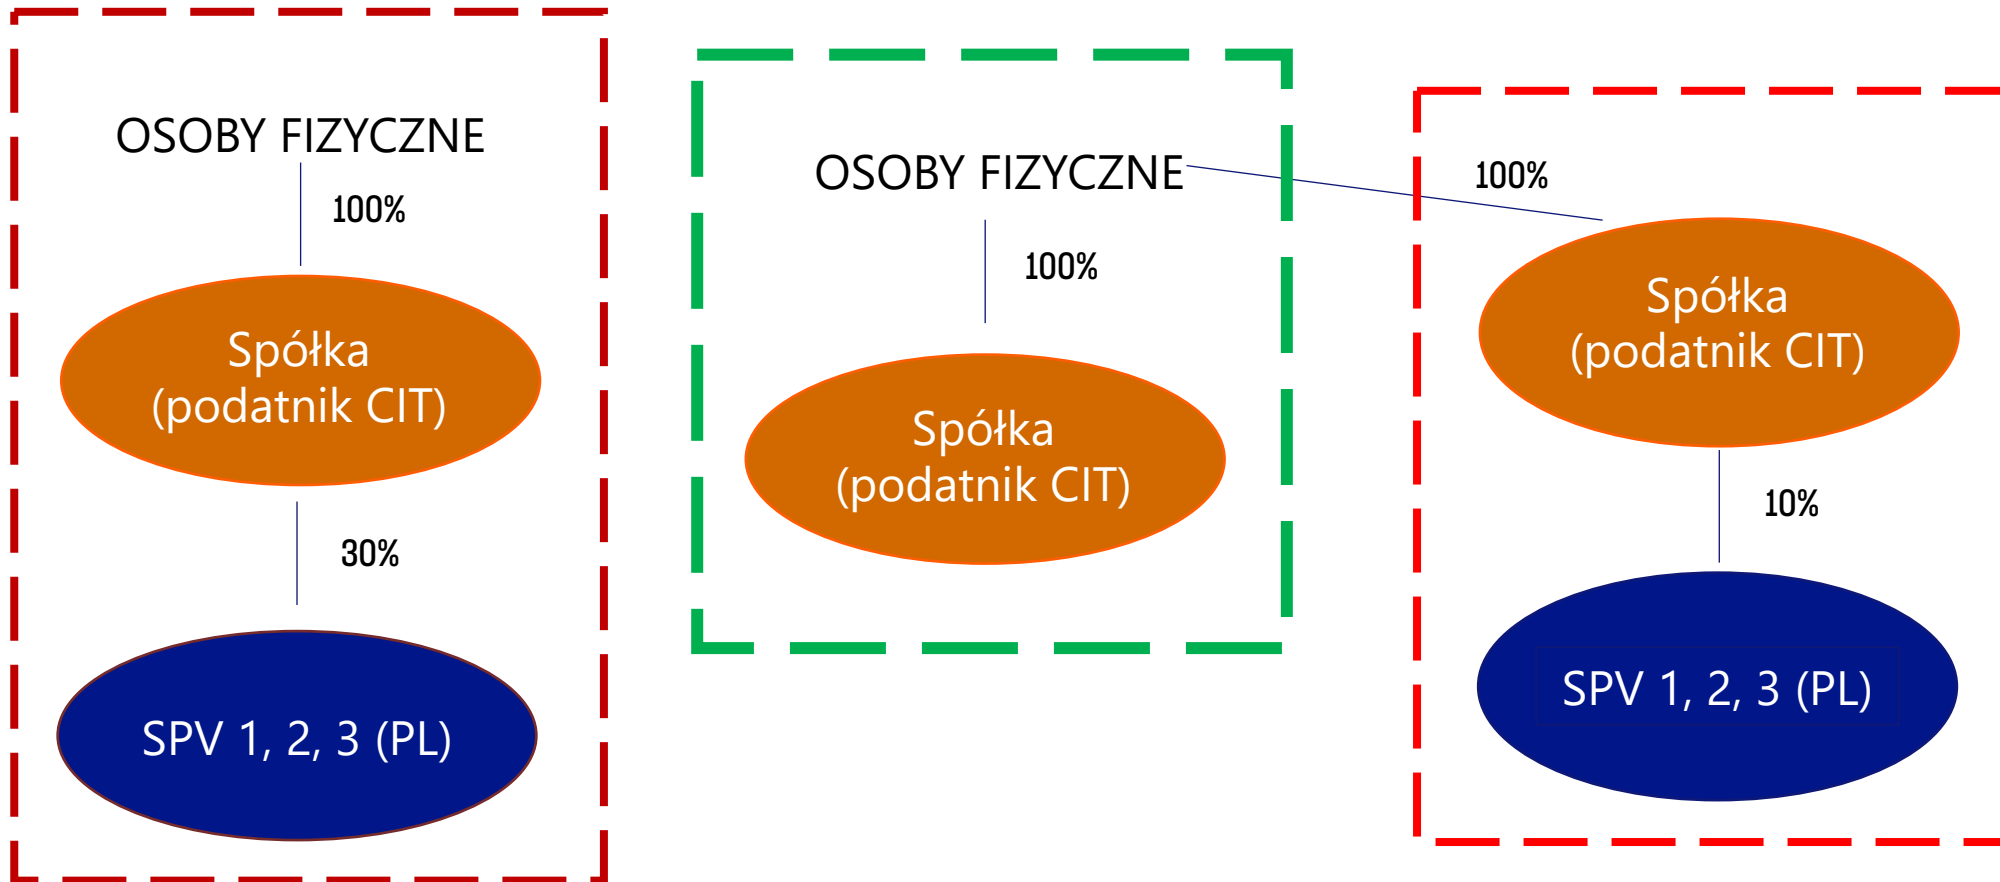 OSOBY FIZYCZNE
100%
Spółka
(podatnik CIT)
30%
SPV 1, 2, 3 (PL)
OSOBY FIZYCZNE
100%
Spółka
(podatnik CIT)
100%
Spółka
(podatnik CIT)
10%
SPV 1, 2, 3 (PL)